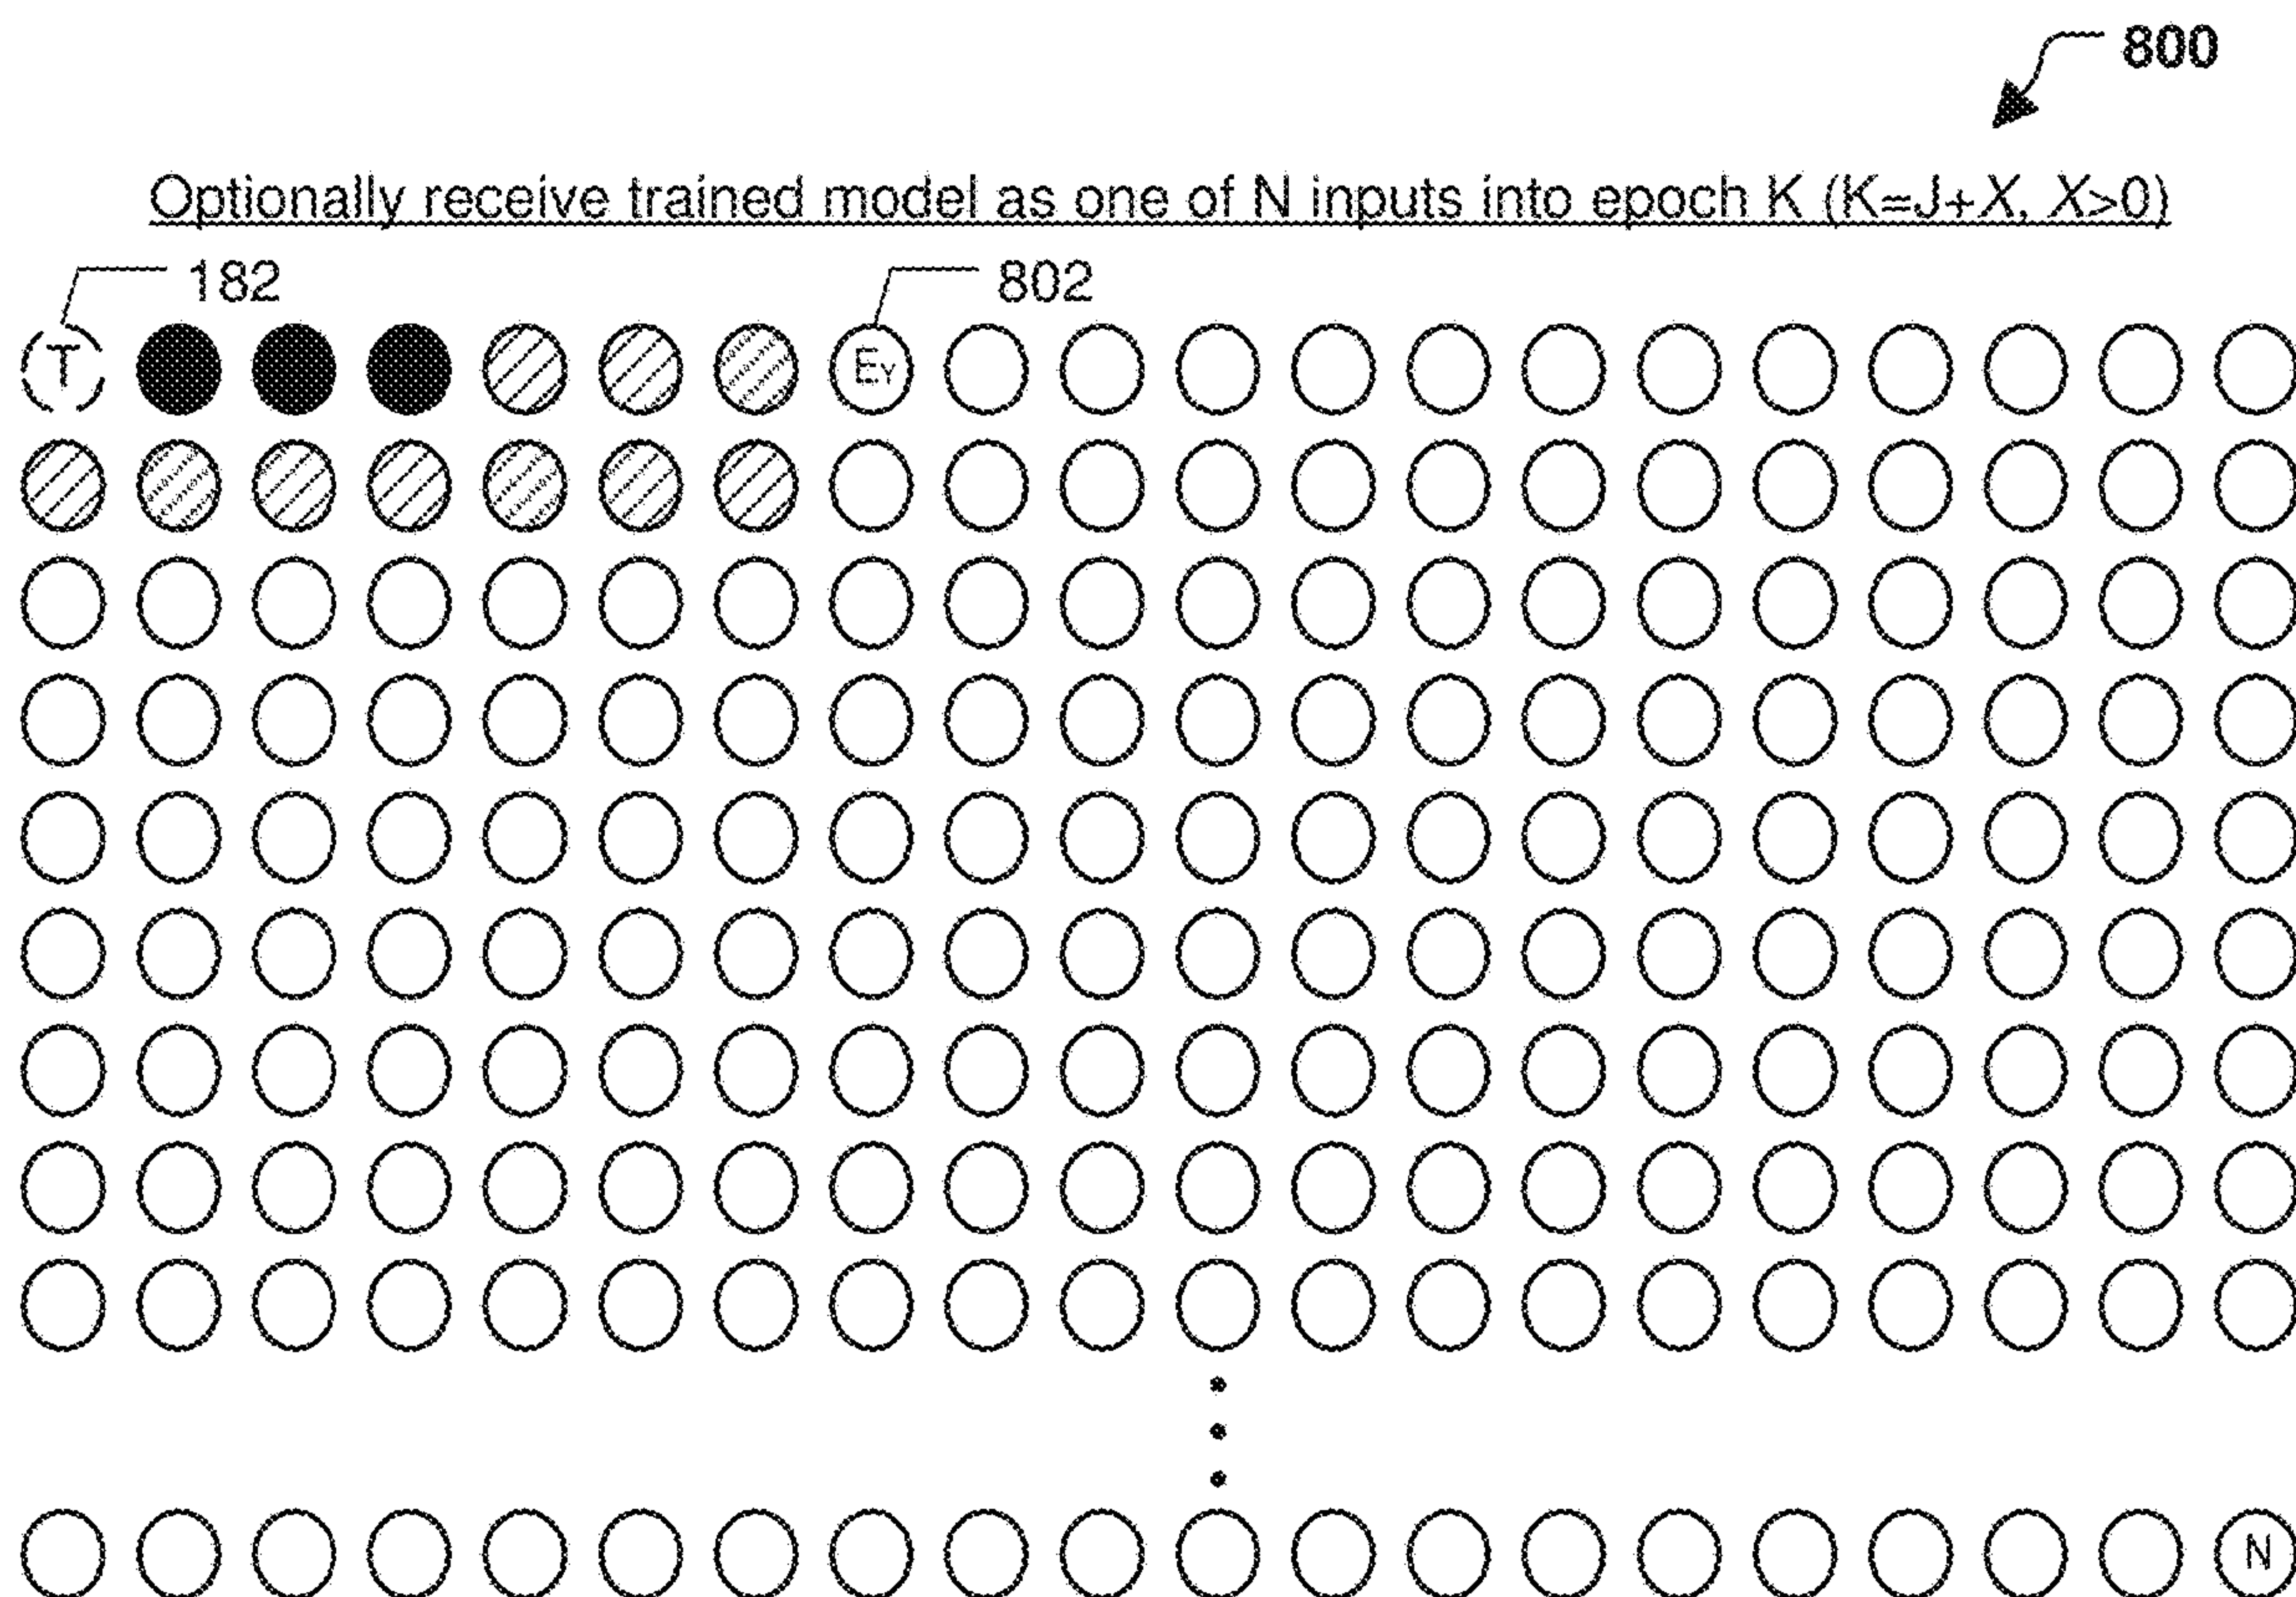 800
Optionally receive trained model as one of N inputs into epoch K (K=J+X, X>0)
182
802
T
EY
N